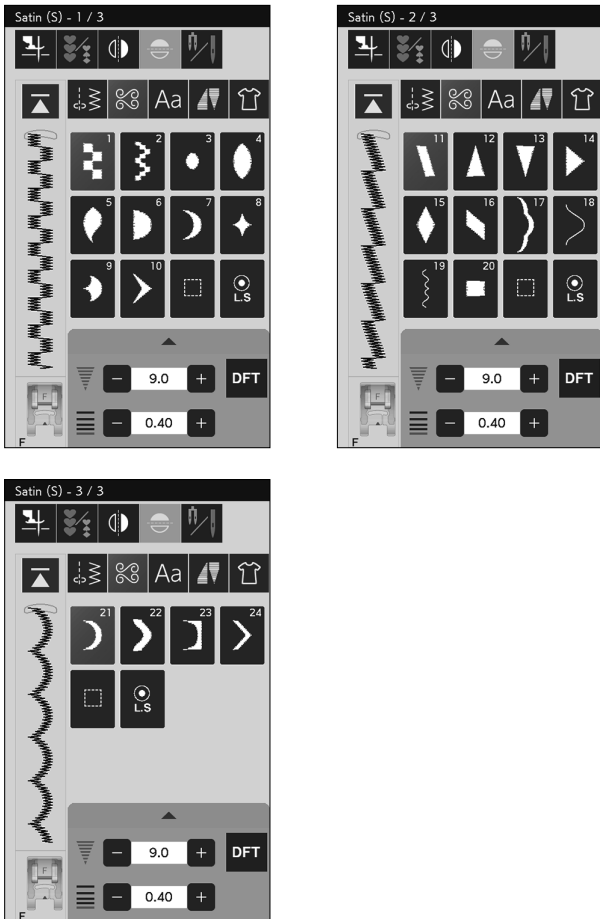 Satin (S) - 1 / 3
Aa
1 2 3 4
5 6 7 8
9 10 L.S
9.0 DFT
0.40
F
F
Satin (S) - 2 / 3
Aa
11 12 13 14
15 16 17 18
19 20 L.S
9.0 DFT
0.40
F
F
Satin (S) - 3 / 3
Aa
21 22 23 24
L.S
9.0 DFT
0.40
F
F